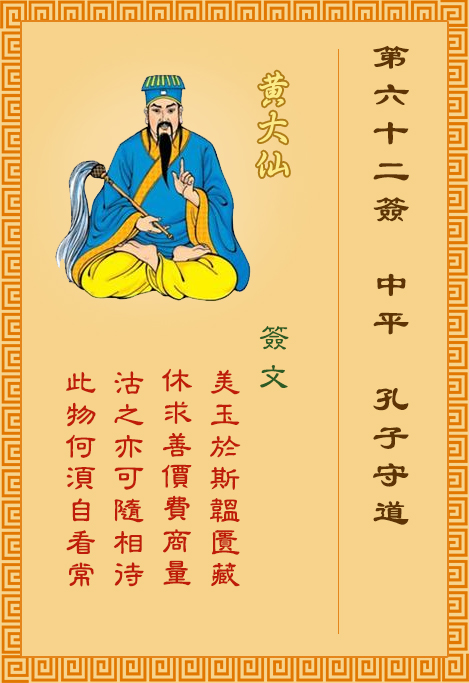 第六十二簽 中平 孔子守道
黄大仙
簽文
美玉於斯韞匱藏
休求善價費商量
沽之亦可隨相待
此物何須自看常